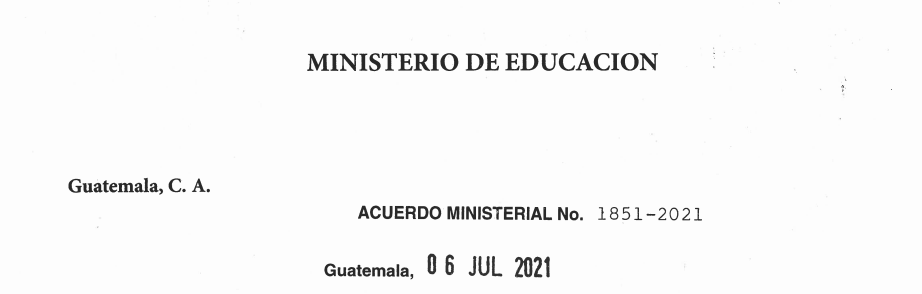 MINISTERIO DE EDUCACION
Guatemala, C. A.
ACUERDO MINISTERIAL No. 1851-2021
Guatemala, 06 JUL 2021